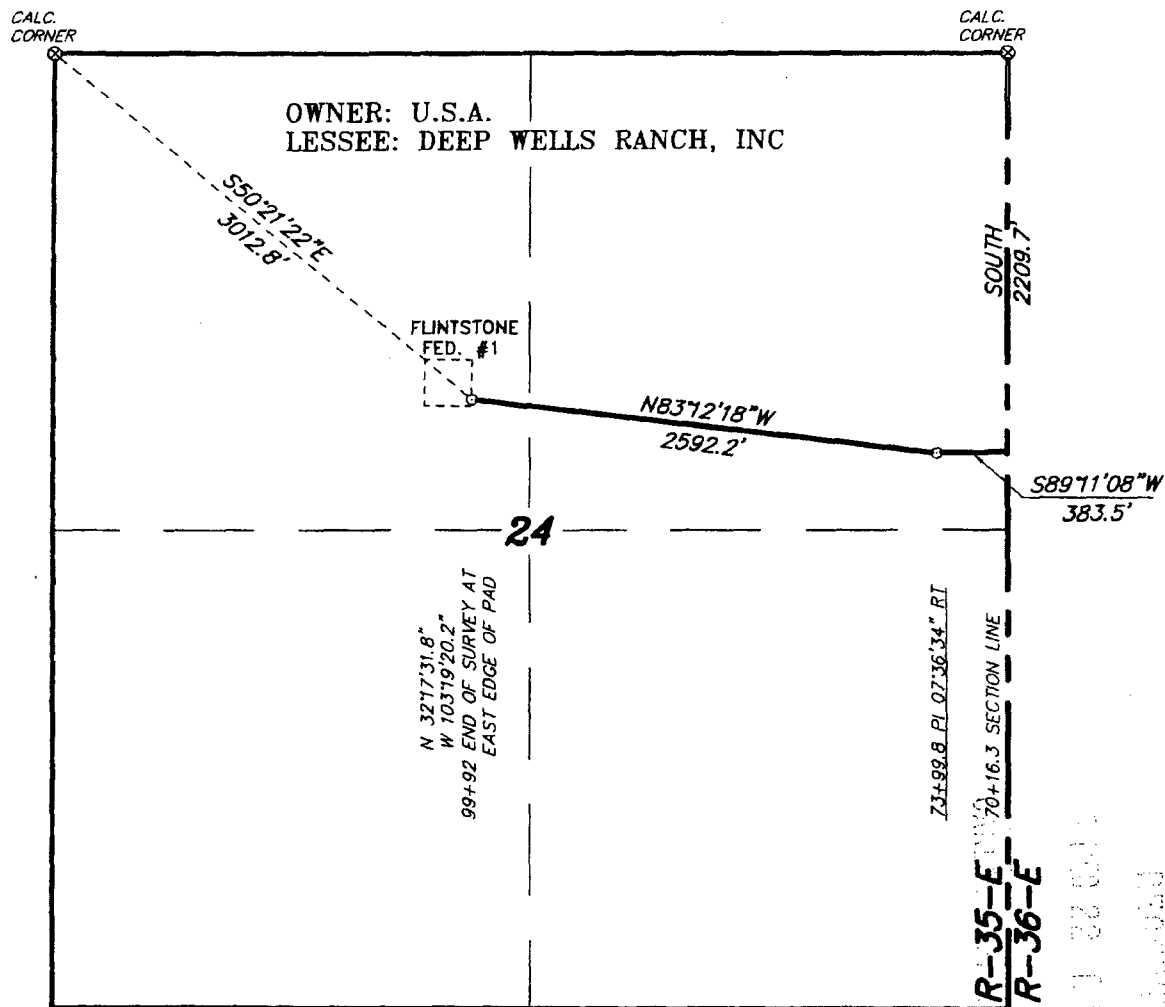 CALC.
CORNER
CALC.
CORNER
OWNER: U.S.A.
LESSEE: DEEP WELLS RANCH, INC
S50°21'22"E
3012.8'
SOUTH
2209.7'
FLINTSTONE
FED. #1
N83°12'18"W
2592.2'
S89°11'08"W
383.5'
24
N 32°17'31.8"
W 103°19'20.2"
99+92 END OF SURVEY AT
EAST EDGE OF PAD
73+99.8 PI 07°36'34" RT
70+16.3 SECTION LINE
R-35-E
R-36-E